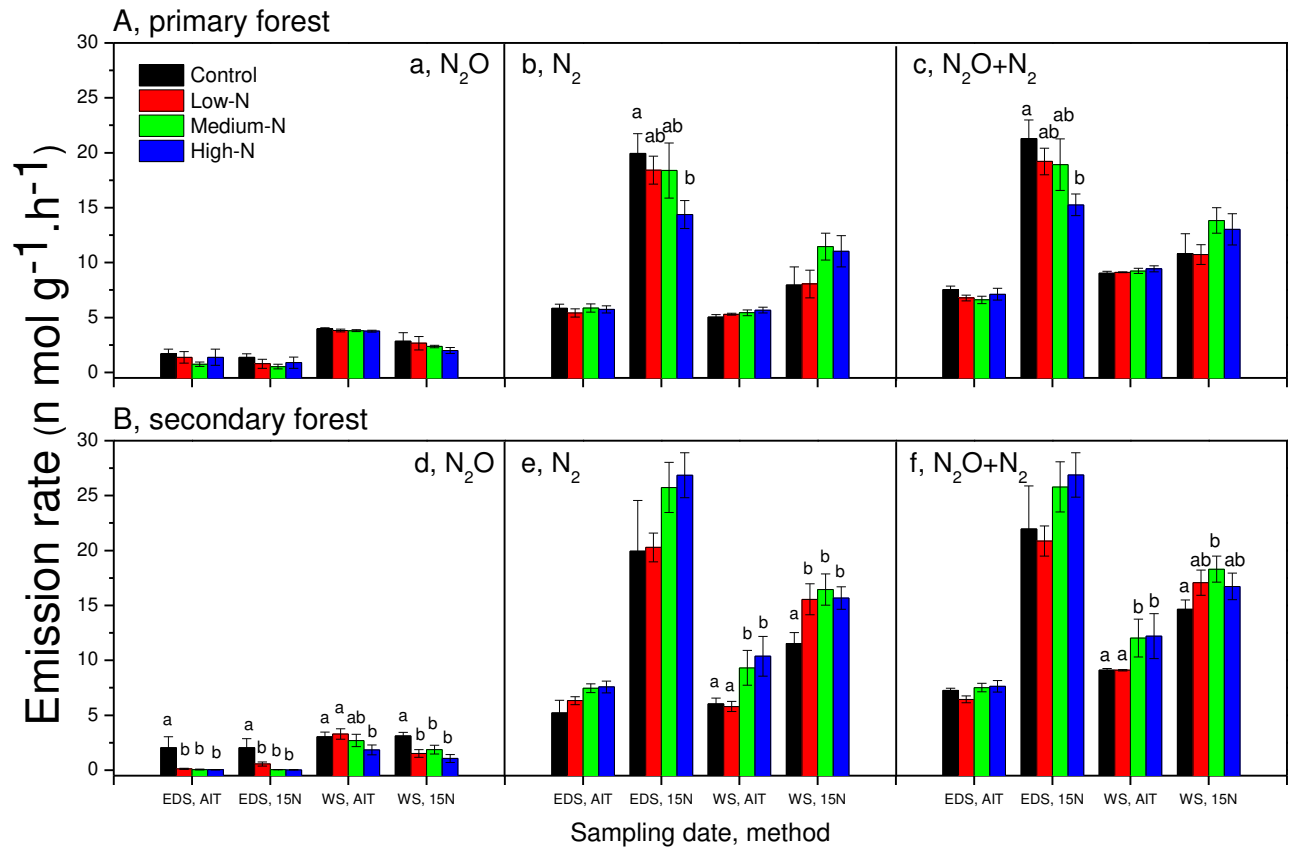 A, primary forest
30
25
20
15
10
5
0
Control
Low-N
Medium-N
High-N
a, N₂O
b, N₂
c, N₂O+N₂
a
ab
ab
b
a
ab
ab
b
Emission rate (n mol g⁻¹.h⁻¹)
B, secondary forest
30
25
20
15
10
5
0
d, N₂O
e, N₂
f, N₂O+N₂
a
b
b
b
a
b
b
b
a
a
ab
b
a
b
b
b
a
a
b
b
a
b
b
b
a
a
b
b
a
ab
b
ab
EDS, AIT
EDS, 15N
WS, AIT
WS, 15N
EDS, AIT
EDS, 15N
WS, AIT
WS, 15N
EDS, AIT
EDS, 15N
WS, AIT
WS, 15N
Sampling date, method